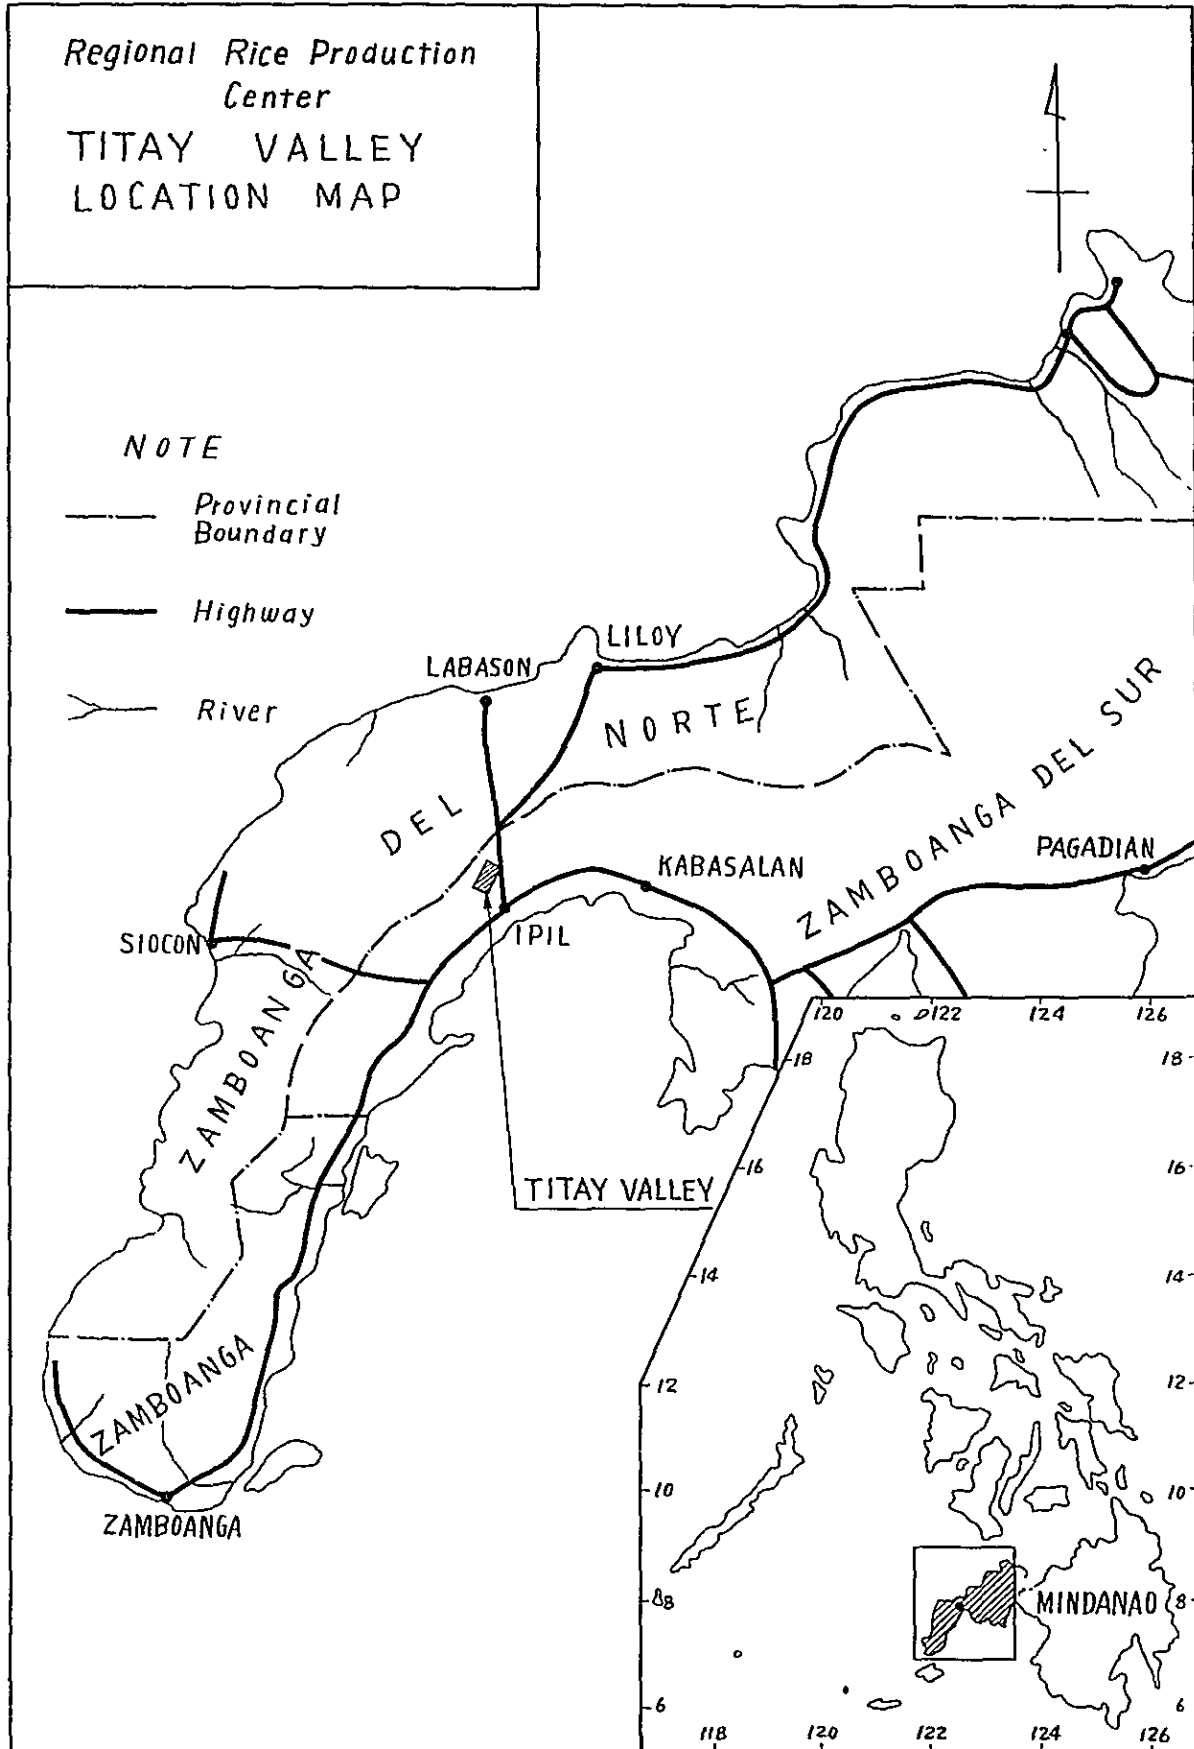 Regional Rice Production
Center
TITAY VALLEY
LOCATION MAP
NOTE
Provincial
Boundary
Highway
River
LILOY
LABASON
NORTE
DEL
ZAMBOANGA DEL SUR
PAGADIAN
KABASALAN
IPIL
SIOCON
ZAMBOANGA
TITAY VALLEY
ZAMBOANGA
ZAMBOANGA
120
122
124
126
18
18
16
16
14
14
12
12
10
10
8
MINDANAO
8
6
6
118
120
122
124
126